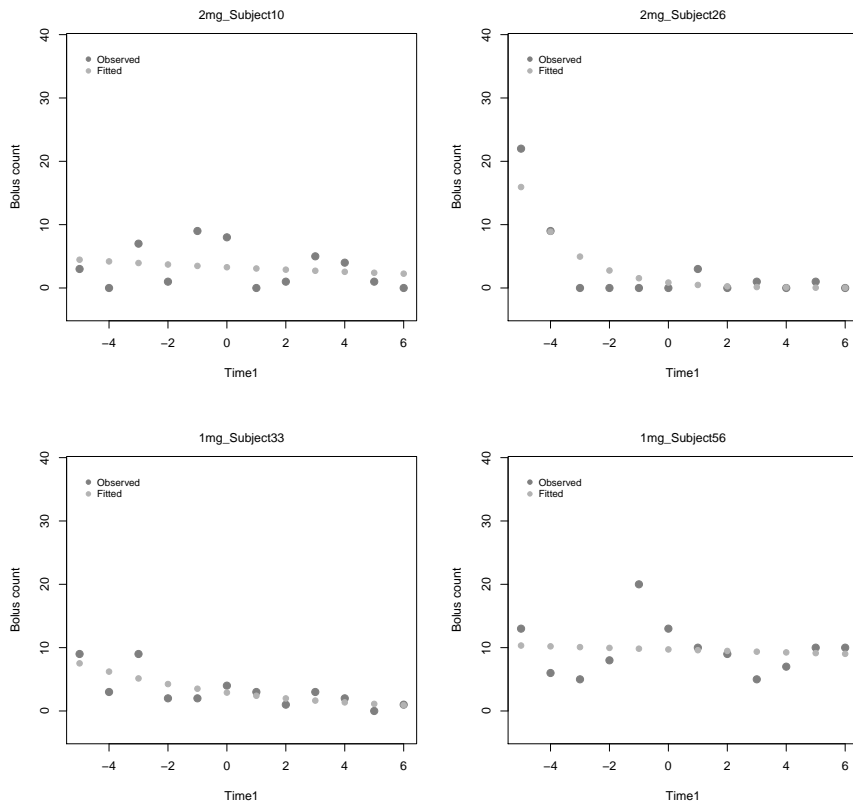 2mg_Subject10
Observed
Fitted
Bolus count
0 10 20 30 40
−4 −2 0 2 4 6
Time1
2mg_Subject26
Observed
Fitted
Bolus count
0 10 20 30 40
−4 −2 0 2 4 6
Time1
1mg_Subject33
Observed
Fitted
Bolus count
0 10 20 30 40
−4 −2 0 2 4 6
Time1
1mg_Subject56
Observed
Fitted
Bolus count
0 10 20 30 40
−4 −2 0 2 4 6
Time1